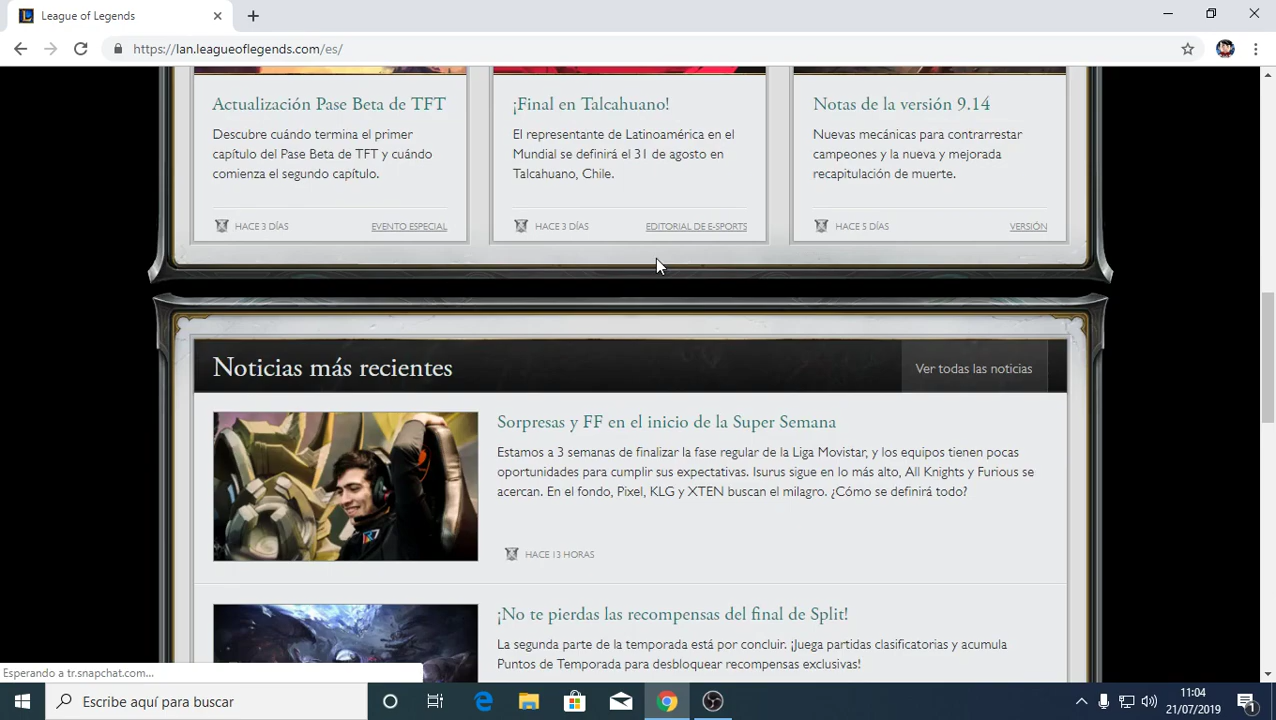 League of Legends
https://lan.leagueoflegends.com/es/
Actualización Pase Beta de TFT
Descubre cuándo termina el primer
capítulo del Pase Beta de TFT y cuándo
comienza el segundo capítulo.
HACE 3 DÍAS
EVENTO ESPECIAL
¡Final en Talcahuano!
El representante de Latinoamérica en el
Mundial se definirá el 31 de agosto en
Talcahuano, Chile.
HACE 3 DÍAS
EDITORIAL DE E-SPORTS
Notas de la versión 9.14
Nuevas mecánicas para contrarrestar
campeones y la nueva y mejorada
recapitulación de muerte.
HACE 5 DÍAS
VERSIÓN
Noticias más recientes
Ver todas las noticias
Sorpresas y FF en el inicio de la Super Semana
Estamos a 3 semanas de finalizar la fase regular de la Liga Movistar, y los equipos tienen pocas
oportunidades para cumplir sus expectativas. Isurus sigue en lo más alto, All Knights y Furious se
acercan. En el fondo, Pixel, KLG y XTEN buscan el milagro. ¿Cómo se definirá todo?
HACE 13 HORAS
¡No te pierdas las recompensas del final de Split!
La segunda parte de la temporada está por concluir. ¡Juega partidas clasificatorias y acumula
Puntos de Temporada para desbloquear recompensas exclusivas!
Esperando a tr.snapchat.com...
Escribe aquí para buscar
11:04
21/07/2019
1